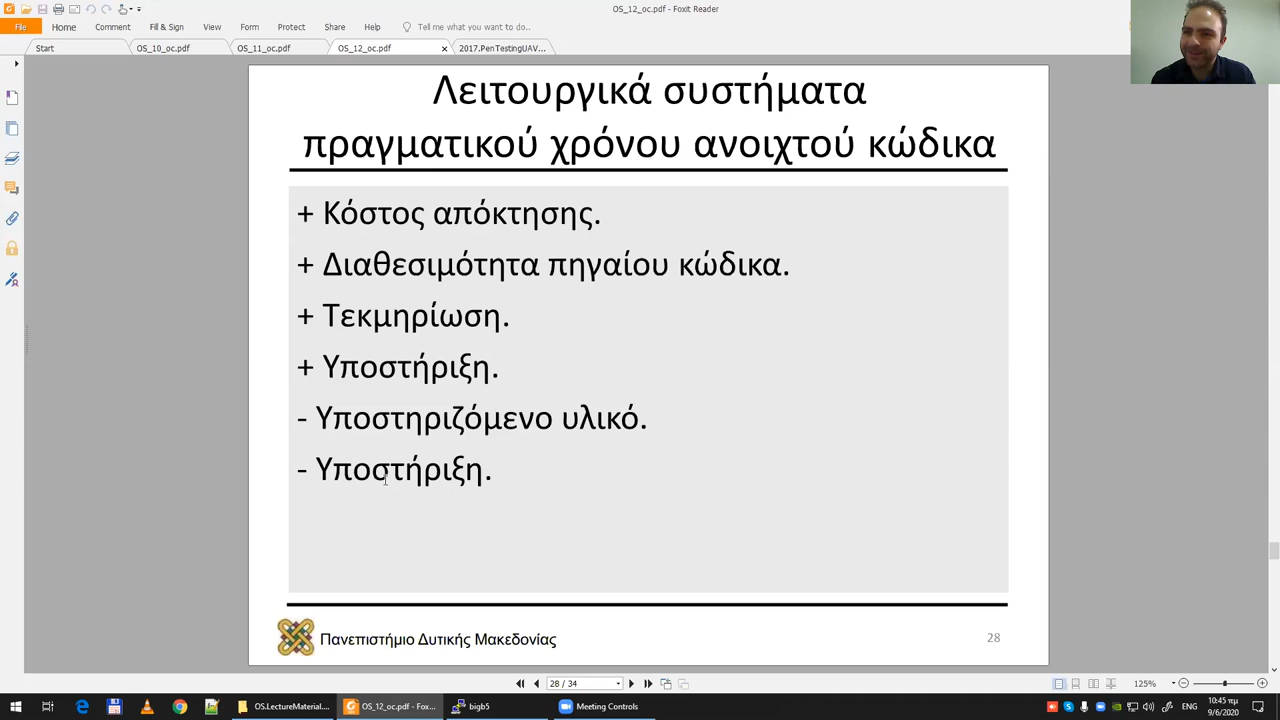 OS_12_oc.pdf - Foxit Reader
File Home Comment Fill & Sign View Form Protect Share Help Tell me what you want to do..
Start OS_10_oc.pdf OS_11_oc.pdf OS_12_oc.pdf 2017.PenTestingUAV...
Λειτουργικά συστήματα
πραγματικού χρόνου ανοιχτού κώδικα
+ Κόστος απόκτησης.
+ Διαθεσιμότητα πηγαίου κώδικα.
+ Τεκμηρίωση.
+ Υποστήριξη.
- Υποστηριζόμενο υλικό.
- Υποστήριξη.
Πανεπιστήμιο Δυτικής Μακεδονίας
28
28 / 34
125%
OS.LectureMaterial... OS_12_oc.pdf - Fox... bigb5 Meeting Controls
ENG
10:45 πμ
9/6/2020